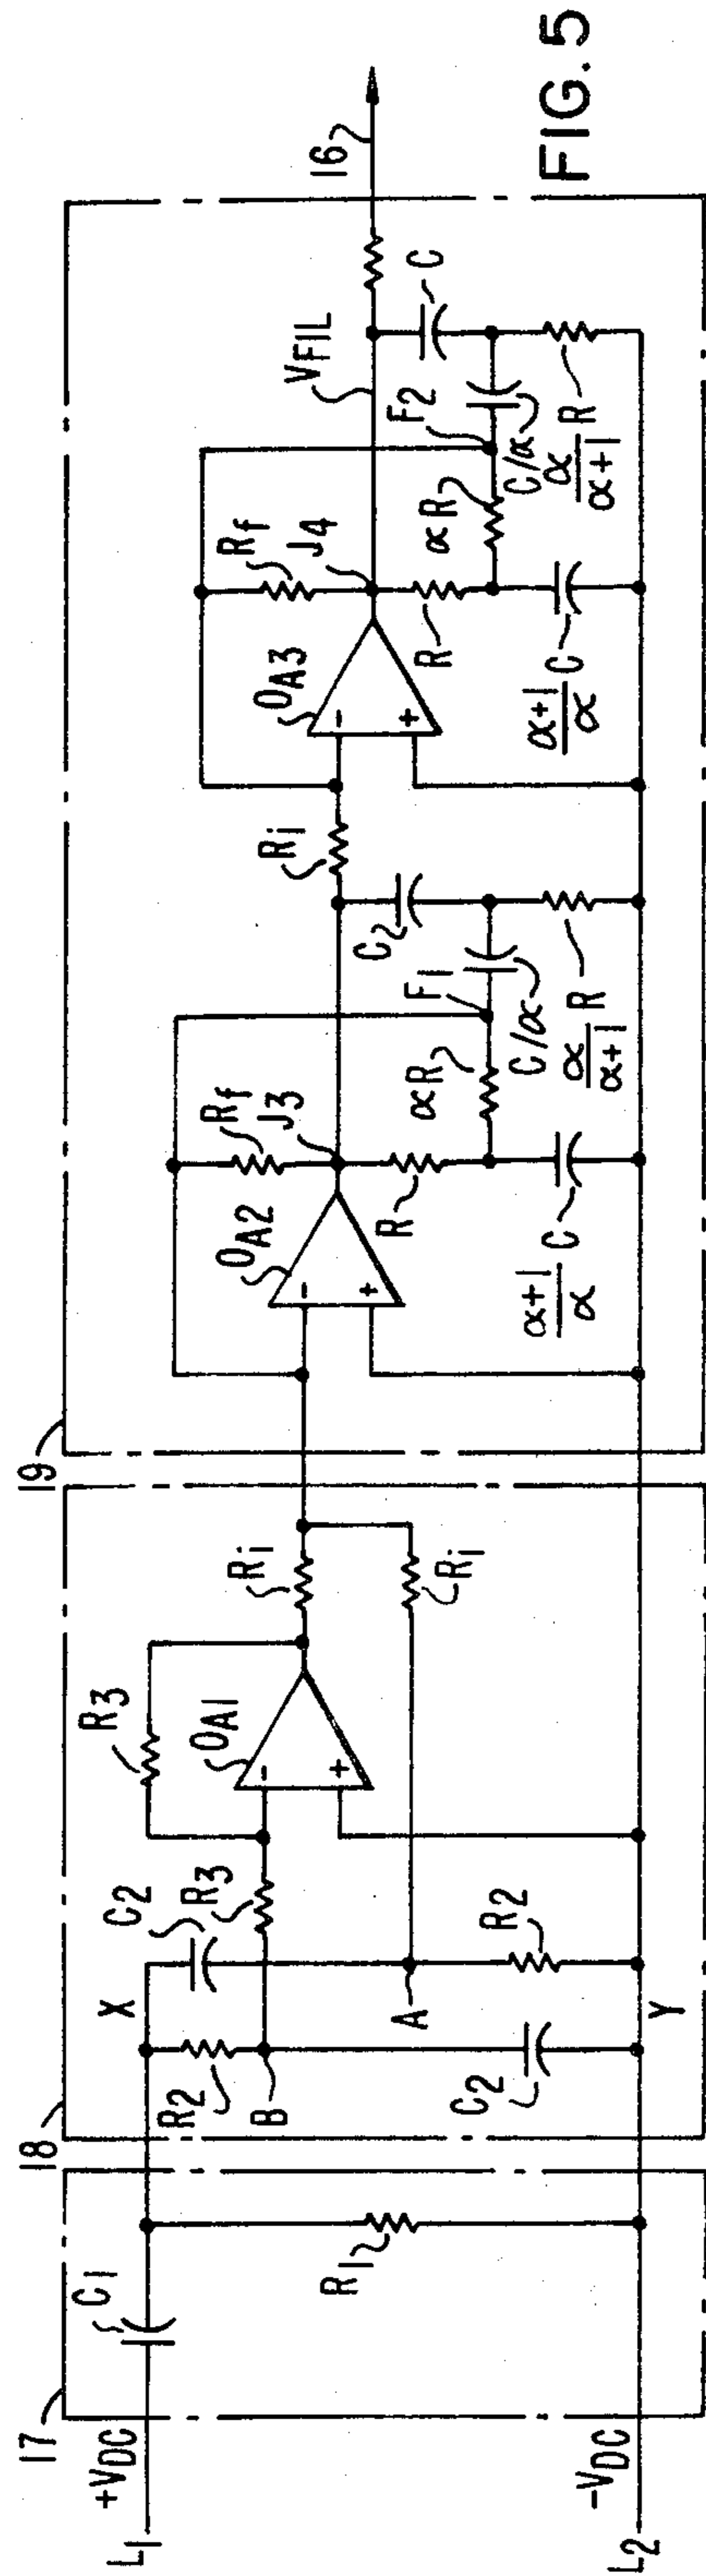 17
L1
+VDC
C1
R1
-VDC
L2
18
X
R2
B
C2
C2
R3
A
R2
Y
R3
OA1
-
+
Ri
Ri
19
OA2
-
+
Rf
J3
R
αR
α+1/α C
F1
C/α
α/α+1 R
C2
Ri
OA3
-
+
Rf
J4
R
αR
α+1/α C
F2
C/α
α/α+1 R
VFIL
C
16
FIG. 5